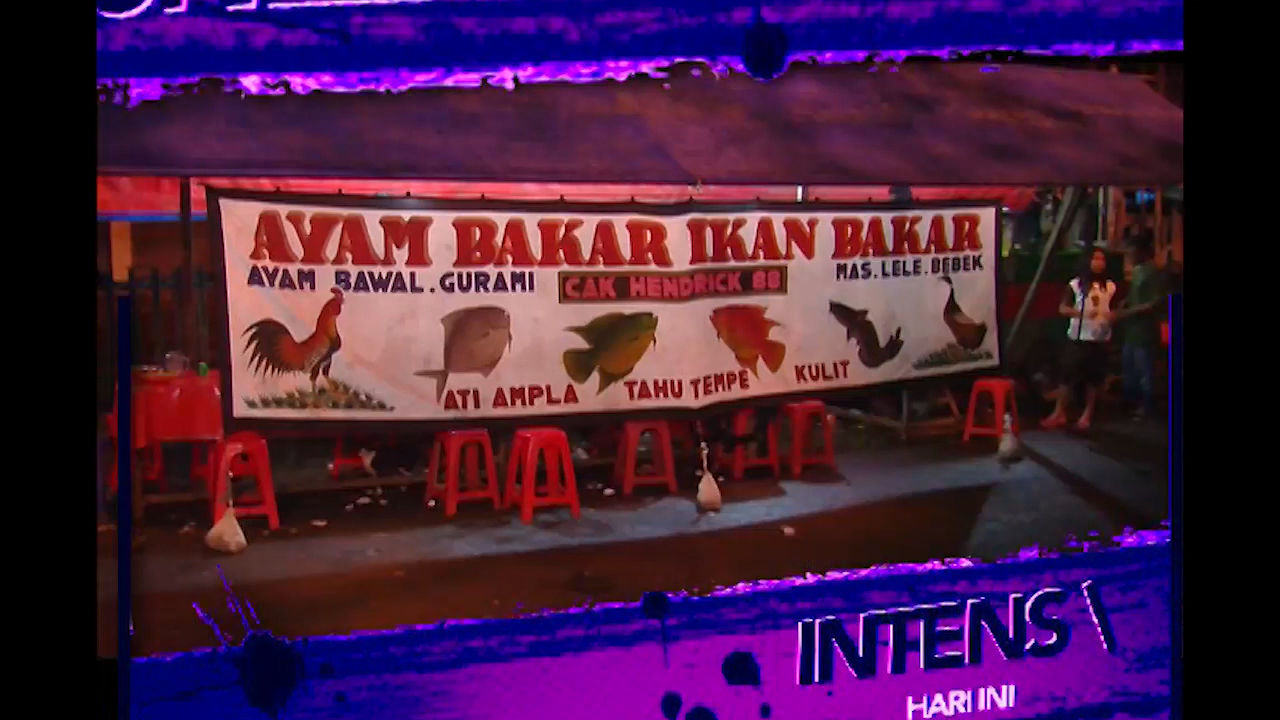 AYAM BAKAR IKAN BAKAR
AYAM BAWAL.GURAMI
CAK HENDRICK 88
MAS.LELE.BEBEK
ATI AMPLA
TAHU TEMPE
KULIT
INTENS
HARI INI